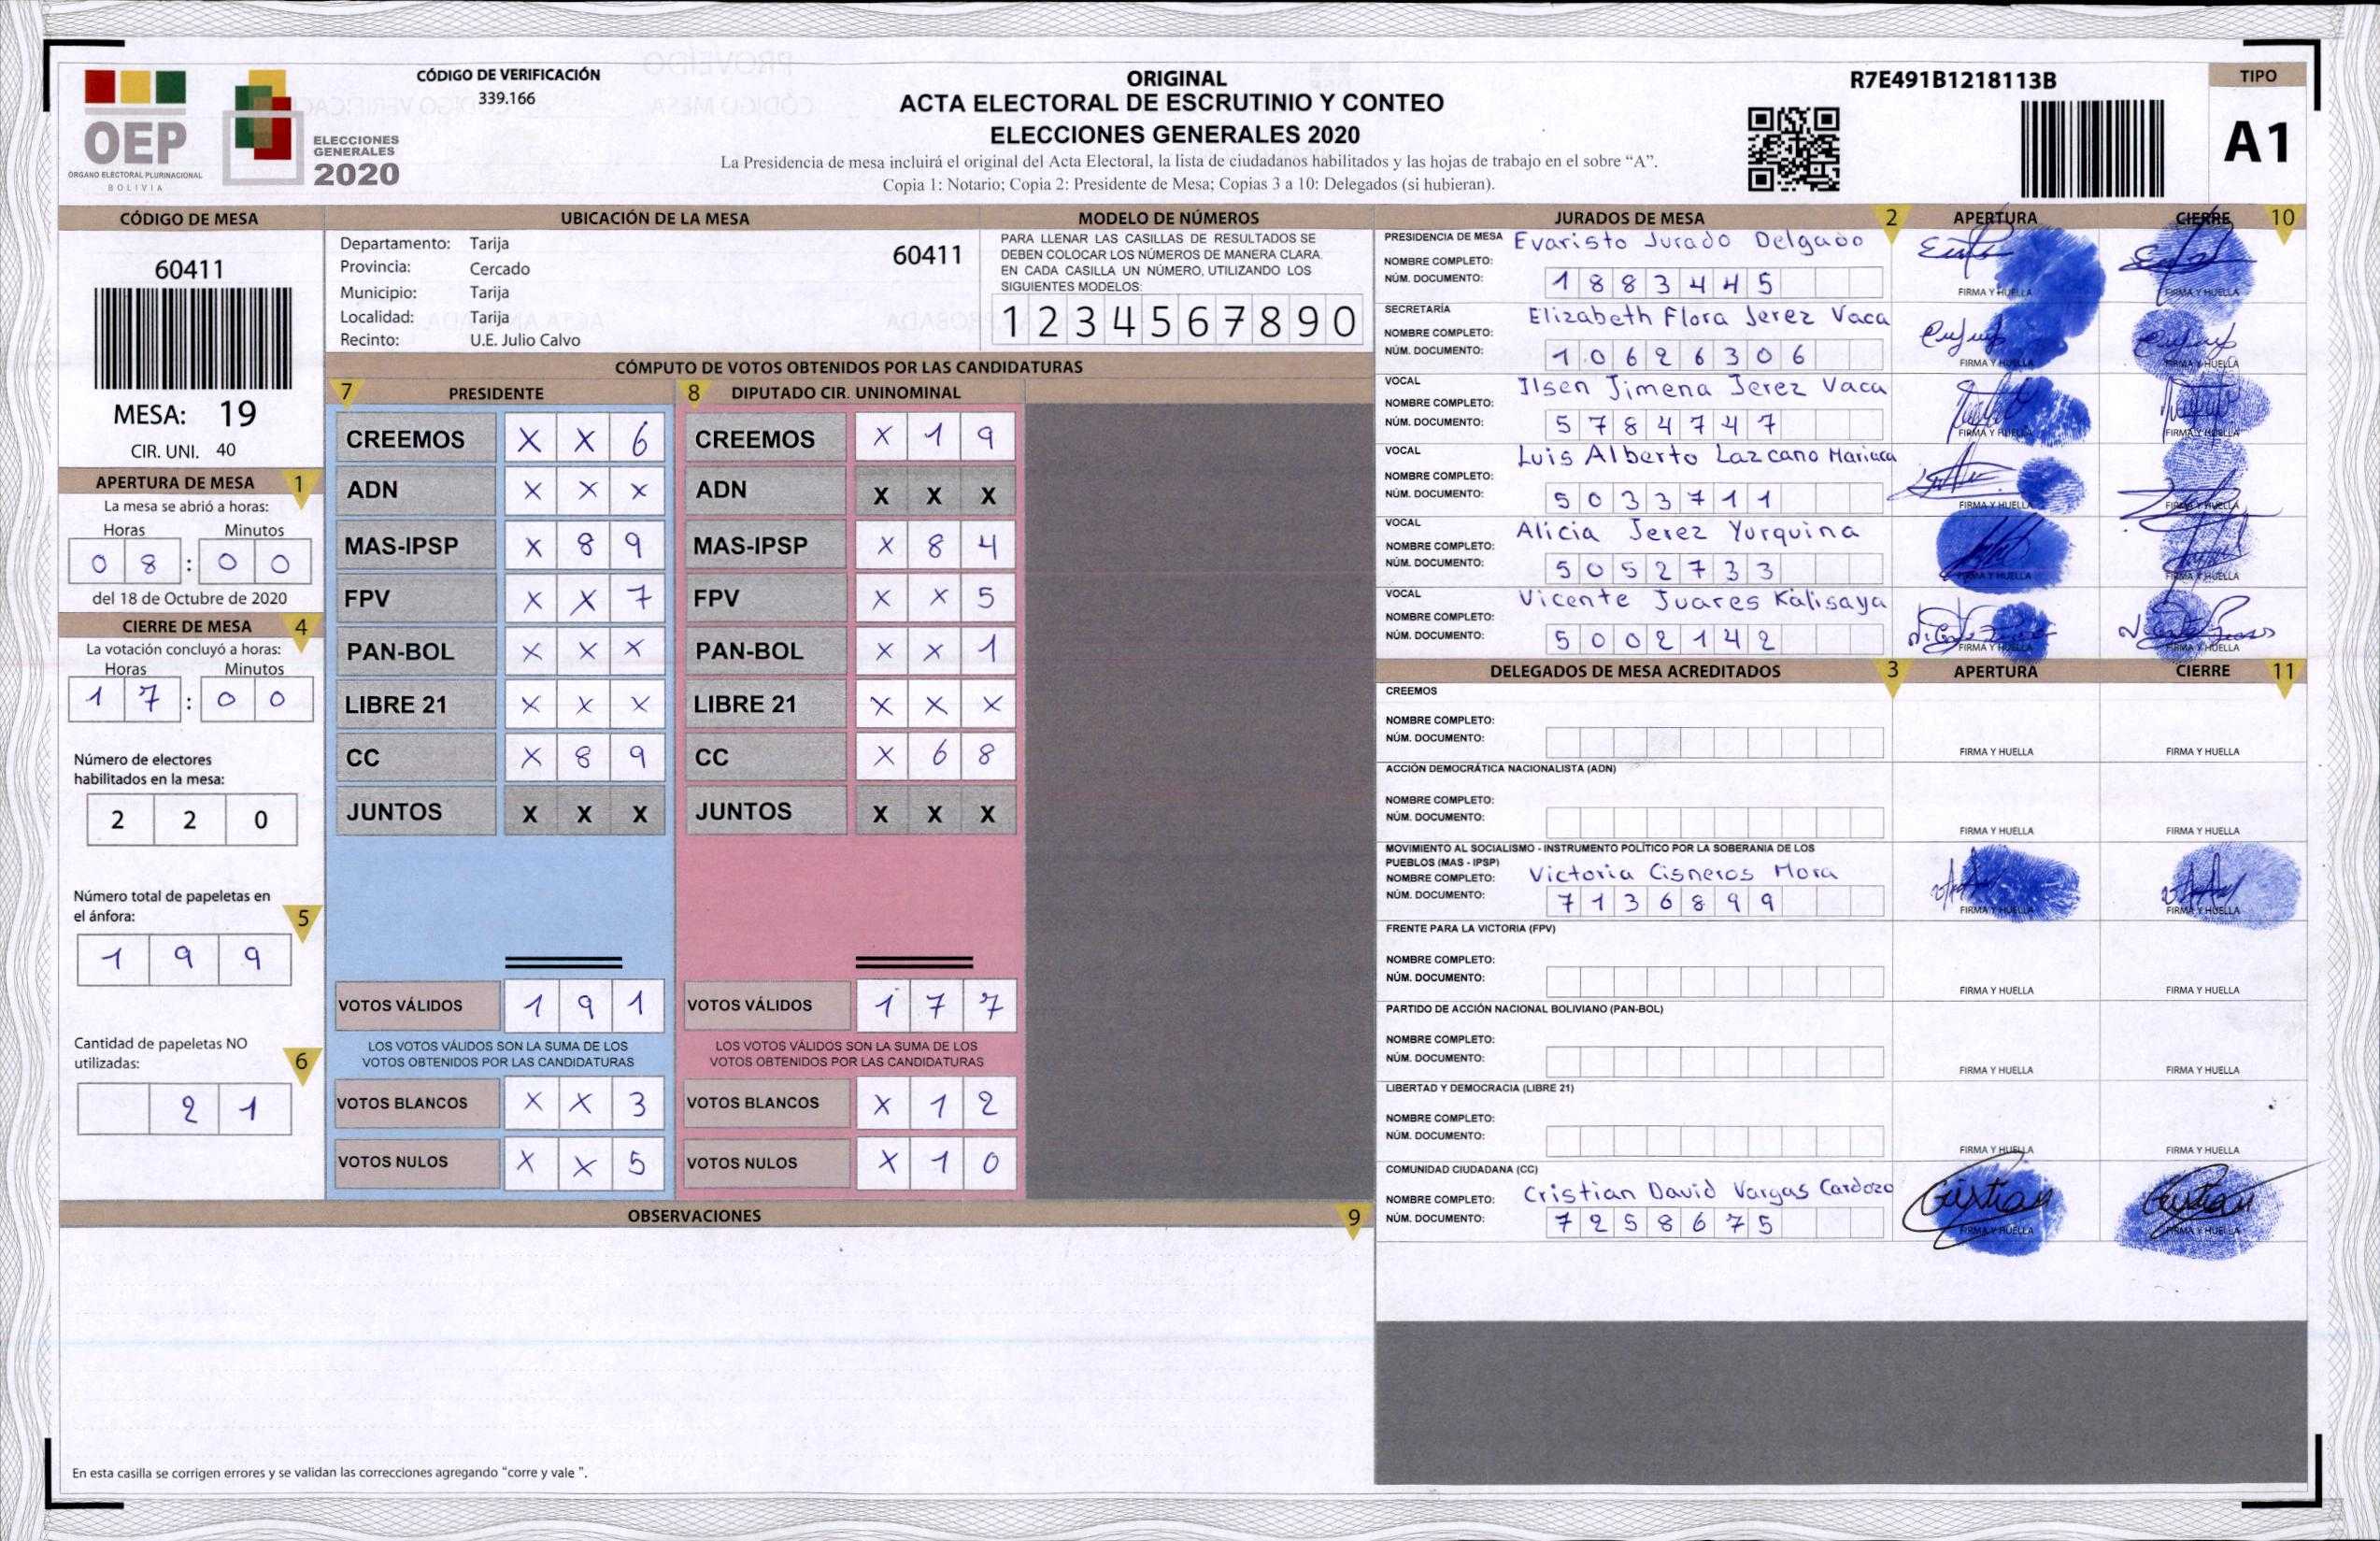 OEP
ÓRGANO ELECTORAL PLURINACIONAL
BOLIVIA
ELECCIONES
GENERALES
2020
CÓDIGO DE VERIFICACIÓN
339.166
ORIGINAL
ACTA ELECTORAL DE ESCRUTINIO Y CONTEO
ELECCIONES GENERALES 2020
La Presidencia de mesa incluirá el original del Acta Electoral, la lista de ciudadanos habilitados y las hojas de trabajo en el sobre “A”.
Copia 1: Notario; Copia 2: Presidente de Mesa; Copias 3 a 10: Delegados (si hubieran).
R7E491B1218113B
TIPO
A1
CÓDIGO DE MESA
60411
MESA: 19
CIR. UNI. 40
APERTURA DE MESA 1
La mesa se abrió a horas:
Horas Minutos
0 8 : 0 0
del 18 de Octubre de 2020
CIERRE DE MESA 4
La votación concluyó a horas:
Horas Minutos
1 7 : 0 0
Número de electores
habilitados en la mesa:
2 2 0
Número total de papeletas en
el ánfora: 5
1 9 9
Cantidad de papeletas NO
utilizadas: 6
2 1
UBICACIÓN DE LA MESA
Departamento: Tarija
60411
Provincia: Cercado
Municipio: Tarija
Localidad: Tarija
Recinto: U.E. Julio Calvo
MODELO DE NÚMEROS
PARA LLENAR LAS CASILLAS DE RESULTADOS SE
DEBEN COLOCAR LOS NÚMEROS DE MANERA CLARA.
EN CADA CASILLA UN NÚMERO, UTILIZANDO LOS
SIGUIENTES MODELOS:
1 2 3 4 5 6 7 8 9 0
CÓMPUTO DE VOTOS OBTENIDOS POR LAS CANDIDATURAS
7 PRESIDENTE
CREEMOS X X 6
ADN X X X
MAS-IPSP X 8 9
FPV X X 7
PAN-BOL X X X
LIBRE 21 X X X
CC X 8 9
JUNTOS X X X
VOTOS VÁLIDOS 1 9 1
LOS VOTOS VÁLIDOS SON LA SUMA DE LOS
VOTOS OBTENIDOS POR LAS CANDIDATURAS
VOTOS BLANCOS X X 3
VOTOS NULOS X X 5
8 DIPUTADO CIR. UNINOMINAL
CREEMOS X 1 9
ADN X X X
MAS-IPSP X 8 4
FPV X X 5
PAN-BOL X X 1
LIBRE 21 X X X
CC X 6 8
JUNTOS X X X
VOTOS VÁLIDOS 1 7 7
LOS VOTOS VÁLIDOS SON LA SUMA DE LOS
VOTOS OBTENIDOS POR LAS CANDIDATURAS
VOTOS BLANCOS X 1 2
VOTOS NULOS X 1 0
OBSERVACIONES 9
En esta casilla se corrigen errores y se validan las correcciones agregando “corre y vale ”.
JURADOS DE MESA 2 APERTURA CIERRE 10
PRESIDENCIA DE MESA Evaristo Jurado Delgado
NOMBRE COMPLETO:
NÚM. DOCUMENTO: 1 8 8 3 4 4 5
FIRMA Y HUELLA FIRMA Y HUELLA
SECRETARÍA Elizabeth Flora Jerez Vaca
NOMBRE COMPLETO:
NÚM. DOCUMENTO: 1 0 6 2 6 3 0 6
FIRMA Y HUELLA FIRMA Y HUELLA
VOCAL Ilsen Jimena Jerez Vaca
NOMBRE COMPLETO:
NÚM. DOCUMENTO: 5 7 8 4 7 4 7
FIRMA Y HUELLA FIRMA Y HUELLA
VOCAL Luis Alberto Lazcano Mariaca
NOMBRE COMPLETO:
NÚM. DOCUMENTO: 5 0 3 3 7 1 1
FIRMA Y HUELLA FIRMA Y HUELLA
VOCAL Alicia Jerez Yurquina
NOMBRE COMPLETO:
NÚM. DOCUMENTO: 5 0 5 2 7 3 3
FIRMA Y HUELLA FIRMA Y HUELLA
VOCAL Vicente Juares Kalisaya
NOMBRE COMPLETO:
NÚM. DOCUMENTO: 5 0 0 2 1 4 2
FIRMA Y HUELLA FIRMA Y HUELLA
DELEGADOS DE MESA ACREDITADOS 3 APERTURA CIERRE 11
CREEMOS
NOMBRE COMPLETO:
NÚM. DOCUMENTO:
FIRMA Y HUELLA FIRMA Y HUELLA
ACCIÓN DEMOCRÁTICA NACIONALISTA (ADN)
NOMBRE COMPLETO:
NÚM. DOCUMENTO:
FIRMA Y HUELLA FIRMA Y HUELLA
MOVIMIENTO AL SOCIALISMO - INSTRUMENTO POLÍTICO POR LA SOBERANIA DE LOS
PUEBLOS (MAS - IPSP)
NOMBRE COMPLETO: Victoria Cisneros Mora
NÚM. DOCUMENTO: 7 1 3 6 8 9 9
FIRMA Y HUELLA FIRMA Y HUELLA
FRENTE PARA LA VICTORIA (FPV)
NOMBRE COMPLETO:
NÚM. DOCUMENTO:
FIRMA Y HUELLA FIRMA Y HUELLA
PARTIDO DE ACCIÓN NACIONAL BOLIVIANO (PAN-BOL)
NOMBRE COMPLETO:
NÚM. DOCUMENTO:
FIRMA Y HUELLA FIRMA Y HUELLA
LIBERTAD Y DEMOCRACIA (LIBRE 21)
NOMBRE COMPLETO:
NÚM. DOCUMENTO:
FIRMA Y HUELLA FIRMA Y HUELLA
COMUNIDAD CIUDADANA (CC)
NOMBRE COMPLETO: Cristian David Vargas Cardozo
NÚM. DOCUMENTO: 7 2 5 8 6 7 5
FIRMA Y HUELLA FIRMA Y HUELLA